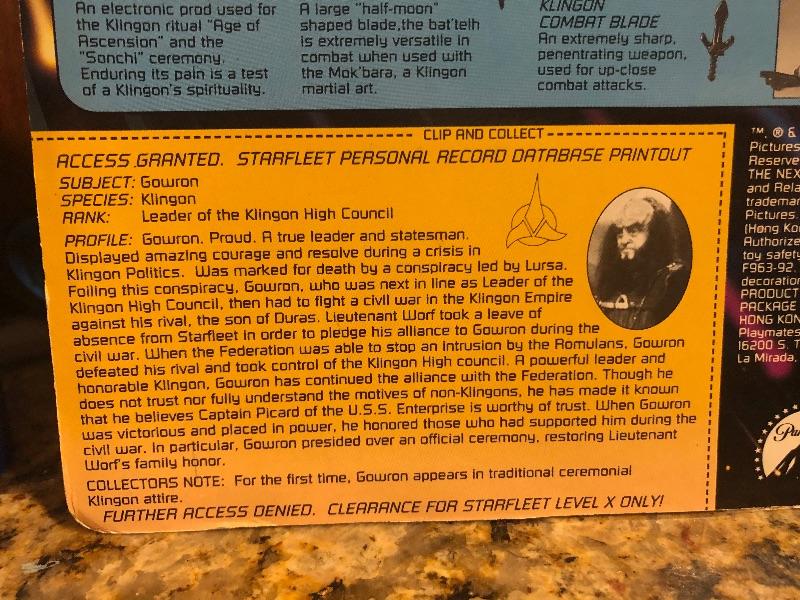 An electronic prod used for
the Klingon ritual "Age of
Ascension" and the
"Sonchi" ceremony.
Enduring its pain is a test
of a Klingon's spirituality.
A large "half-moon"
shaped blade,the bat'telh
is extremely versatile in
combat when used with
the Mok'bara, a Klingon
martial art.
KLINGON
COMBAT BLADE
An extremely sharp,
penentrating weapon,
used for up-close
combat attacks.
CLIP AND COLLECT
ACCESS GRANTED. STARFLEET PERSONAL RECORD DATABASE PRINTOUT
SUBJECT: Gowron
SPECIES: Klingon
RANK: Leader of the Klingon High Council
PROFILE: Gowron. Proud. A true leader and statesman.
Displayed amazing courage and resolve during a crisis in
Klingon Politics. Was marked for death by a conspiracy led by Lursa.
Foiling this conspiracy, Gowron, who was next in line as Leader of the
Klingon High Council, then had to fight a civil war in the Klingon Empire
against his rival, the son of Duras. Lieutenant Worf took a leave of
absence from Starfleet in order to pledge his alliance to Gowron during the
civil war. When the Federation was able to stop an intrusion by the Romulans, Gowron
defeated his rival and took control of the Klingon High council. A powerful leader and
honorable Klingon, Gowron has continued the alliance with the Federation. Though he
does not trust nor fully understand the motives of non-Klingons, he has made it known
that he believes Captain Picard of the U.S.S. Enterprise is worthy of trust. When Gowron
was victorious and placed in power, he honored those who had supported him during the
civil war. In particular, Gowron presided over an official ceremony, restoring Lieutenant
Worf's family honor.
COLLECTORS NOTE: For the first time, Gowron appears in traditional ceremonial
Klingon attire.
FURTHER ACCESS DENIED. CLEARANCE FOR STARFLEET LEVEL X ONLY!
™, ® &
Pictures
Reserve
THE NEX
and Rela
trademar
Pictures.
(Hong Ko
Authorize
toy safety
F963-92.
decoration
PRODUCT
PACKAGE
HONG KON
Playmates
16200 S. T
La Mirada,